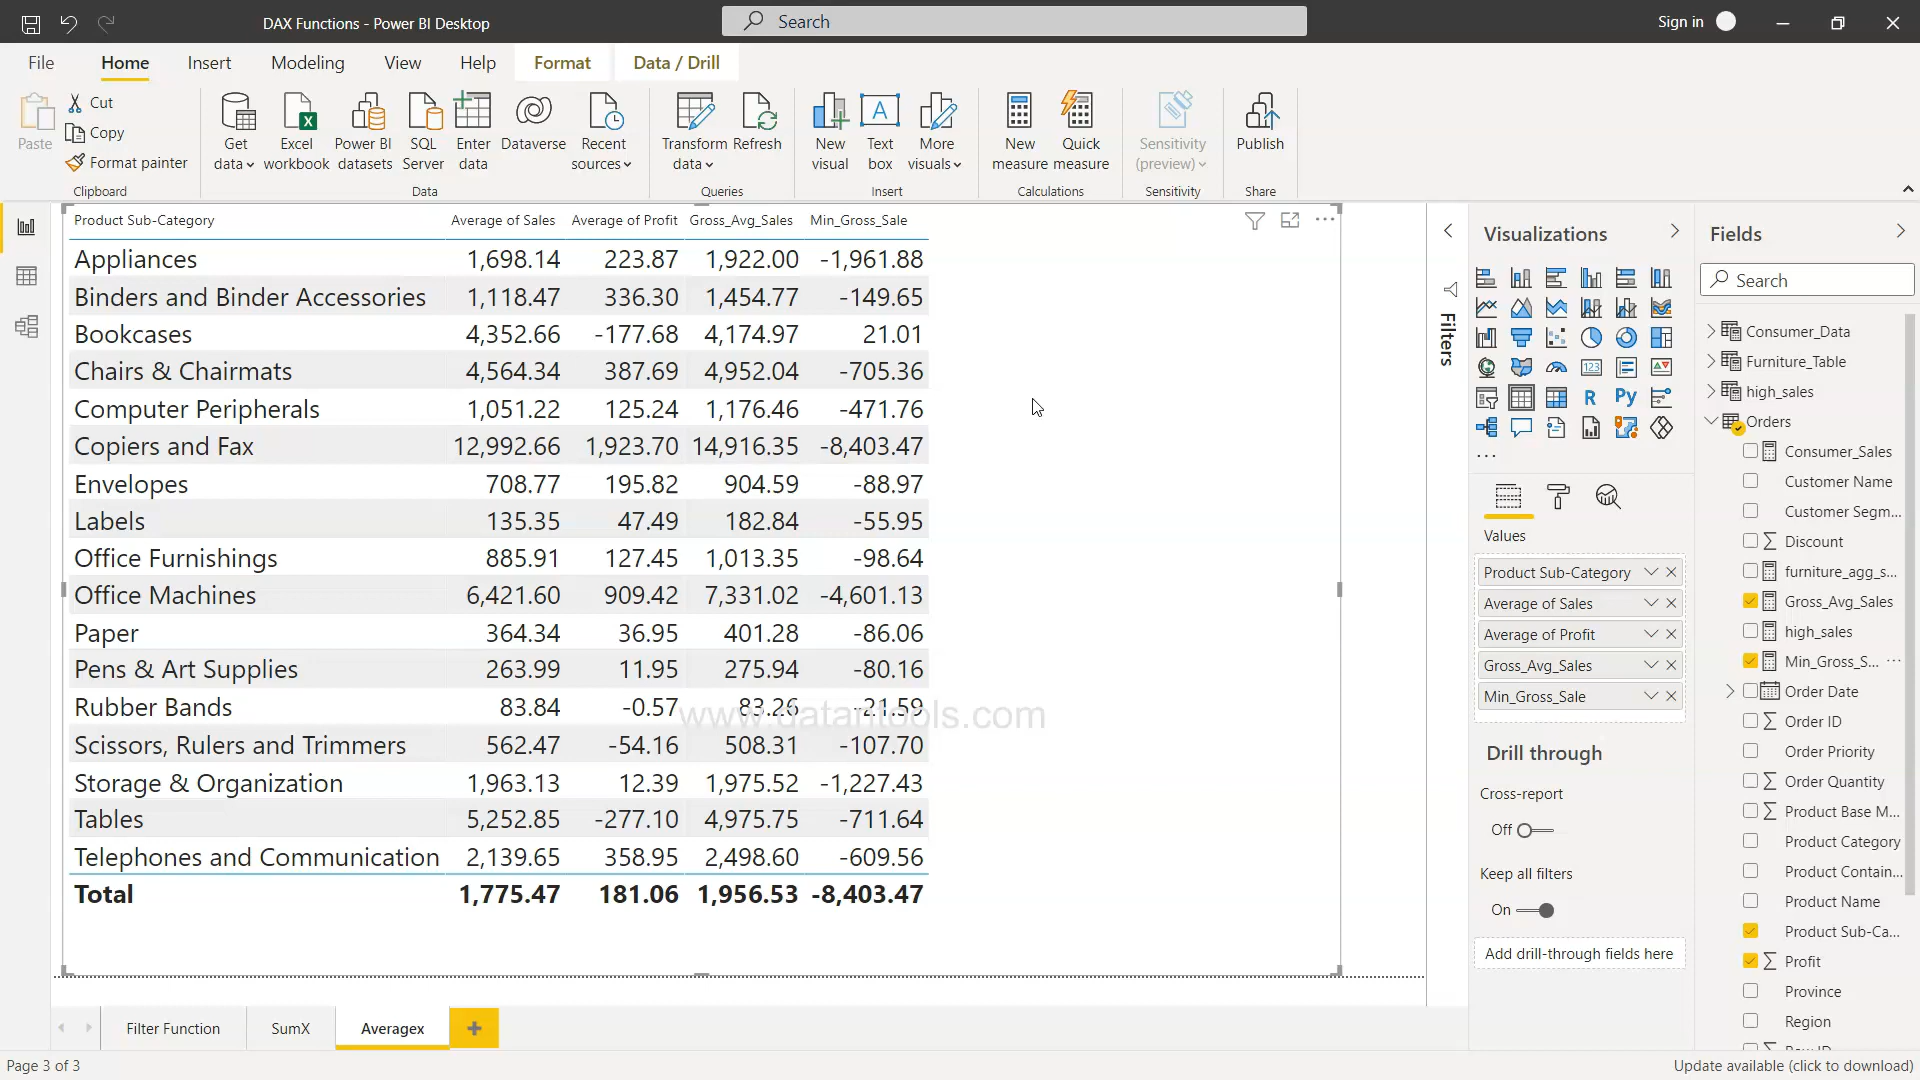 DAX Functions - Power BI Desktop
Search
Sign in
File Home Insert Modeling View Help Format Data / Drill
Paste
Cut
Copy
Format painter
Clipboard
Get data
Excel workbook
Power BI datasets
SQL Server
Enter data
Dataverse
Recent sources
Data
Transform data
Refresh
Queries
New visual
Text box
More visuals
Insert
New measure
Quick measure
Calculations
Sensitivity (preview)
Sensitivity
Publish
Share
Product Sub-Category Average of Sales Average of Profit Gross_Avg_Sales Min_Gross_Sale
Appliances 1,698.14 223.87 1,922.00 -1,961.88
Binders and Binder Accessories 1,118.47 336.30 1,454.77 -149.65
Bookcases 4,352.66 -177.68 4,174.97 21.01
Chairs & Chairmats 4,564.34 387.69 4,952.04 -705.36
Computer Peripherals 1,051.22 125.24 1,176.46 -471.76
Copiers and Fax 12,992.66 1,923.70 14,916.35 -8,403.47
Envelopes 708.77 195.82 904.59 -88.97
Labels 135.35 47.49 182.84 -55.95
Office Furnishings 885.91 127.45 1,013.35 -98.64
Office Machines 6,421.60 909.42 7,331.02 -4,601.13
Paper 364.34 36.95 401.28 -86.06
Pens & Art Supplies 263.99 11.95 275.94 -80.16
Rubber Bands 83.84 -0.57 83.26 -21.59
www.datantools.com
Scissors, Rulers and Trimmers 562.47 -54.16 508.31 -107.70
Storage & Organization 1,963.13 12.39 1,975.52 -1,227.43
Tables 5,252.85 -277.10 4,975.75 -711.64
Telephones and Communication 2,139.65 358.95 2,498.60 -609.56
Total 1,775.47 181.06 1,956.53 -8,403.47
Filters
Visualizations
123
R
Py
...
Values
Product Sub-Category
Average of Sales
Average of Profit
Gross_Avg_Sales
Min_Gross_Sale
Drill through
Cross-report
Off
Keep all filters
On
Add drill-through fields here
Fields
Search
Consumer_Data
Furniture_Table
high_sales
Orders
Consumer_Sales
Customer Name
Customer Segm...
Discount
furniture_agg_s...
Gross_Avg_Sales
high_sales
Min_Gross_S...
Order Date
Order ID
Order Priority
Order Quantity
Product Base M...
Product Category
Product Contain...
Product Name
Product Sub-Ca...
Profit
Province
Region
Filter Function SumX Averagex +
Page 3 of 3
Update available (click to download)